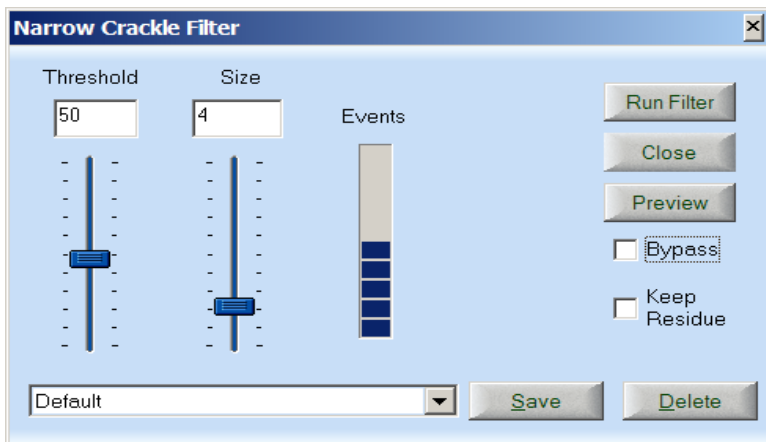 Narrow Crackle Filter
Threshold
Size
50
4
Events
Run Filter
Close
Preview
Bypass
Keep
Residue
Default
Save
Delete